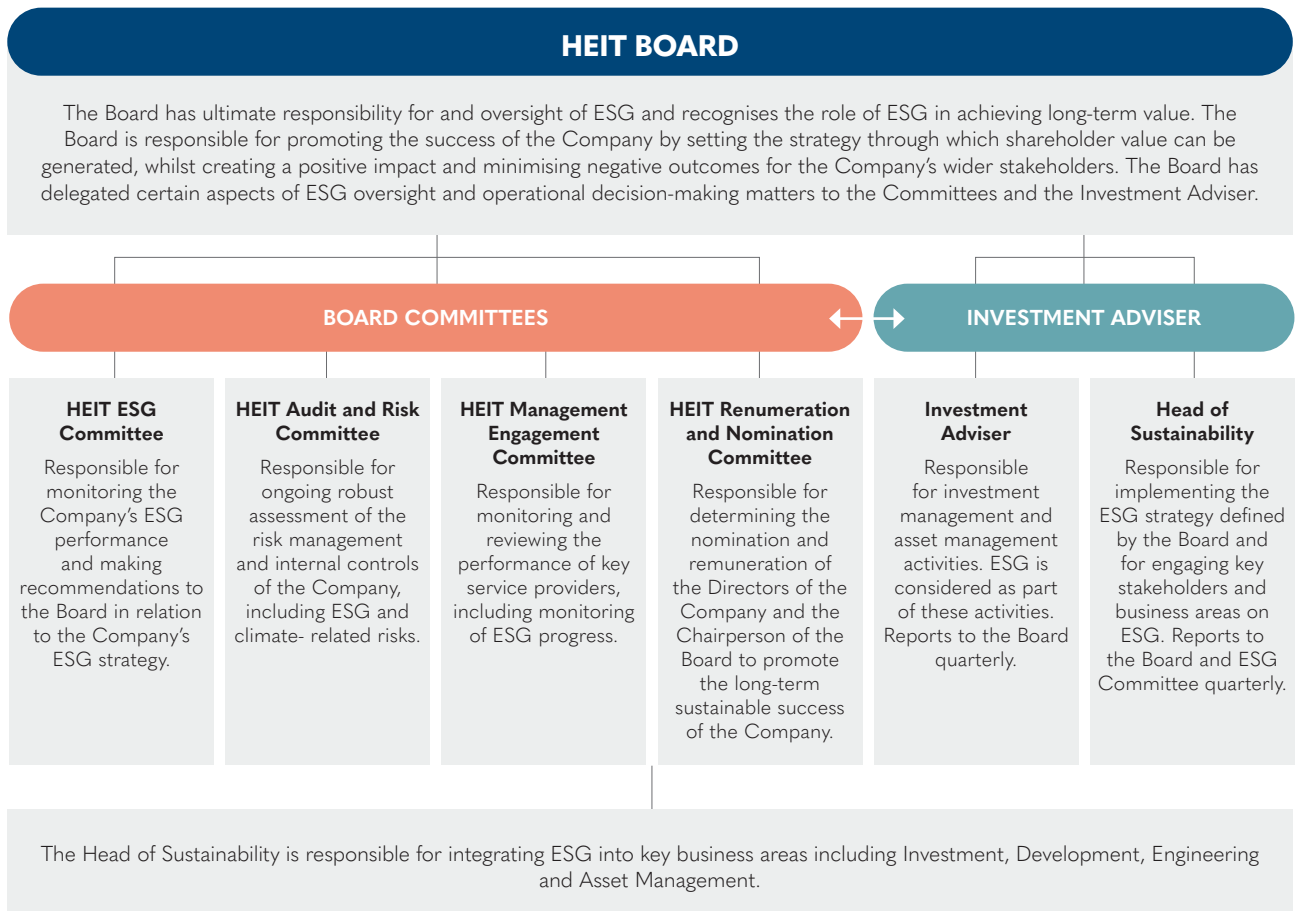 HEIT BOARD
The Board has ultimate responsibility for and oversight of ESG and recognises the role of ESG in achieving long-term value. The
Board is responsible for promoting the success of the Company by setting the strategy through which shareholder value can be
generated, whilst creating a positive impact and minimising negative outcomes for the Company's wider stakeholders. The Board has
delegated certain aspects of ESG oversight and operational decision-making matters to the Committees and the Investment Adviser.
BOARD COMMITTEES
INVESTMENT ADVISER
HEIT ESG
Committee
Responsible for
monitoring the
Company's ESG
performance
and making
recommendations to
the Board in relation
to the Company's
ESG strategy.
HEIT Audit and Risk
Committee
Responsible for
ongoing robust
assessment of the
risk management
and internal controls
of the Company,
including ESG and
climate- related risks.
HEIT Management
Engagement
Committee
Responsible for
monitoring and
reviewing the
performance of key
service providers,
including monitoring
of ESG progress.
HEIT Renumeration
and Nomination
Committee
Responsible for
determining the
nomination and
remuneration of
the Directors of the
Company and the
Chairperson of the
Board to promote
the long-term
sustainable success
of the Company.
Investment
Adviser
Responsible
for investment
management and
asset management
activities. ESG is
considered as part
of these activities.
Reports to the Board
quarterly.
Head of
Sustainability
Responsible for
implementing the
ESG strategy defined
by the Board and
for engaging key
stakeholders and
business areas on
ESG. Reports to
the Board and ESG
Committee quarterly.
The Head of Sustainability is responsible for integrating ESG into key business areas including Investment, Development, Engineering
and Asset Management.